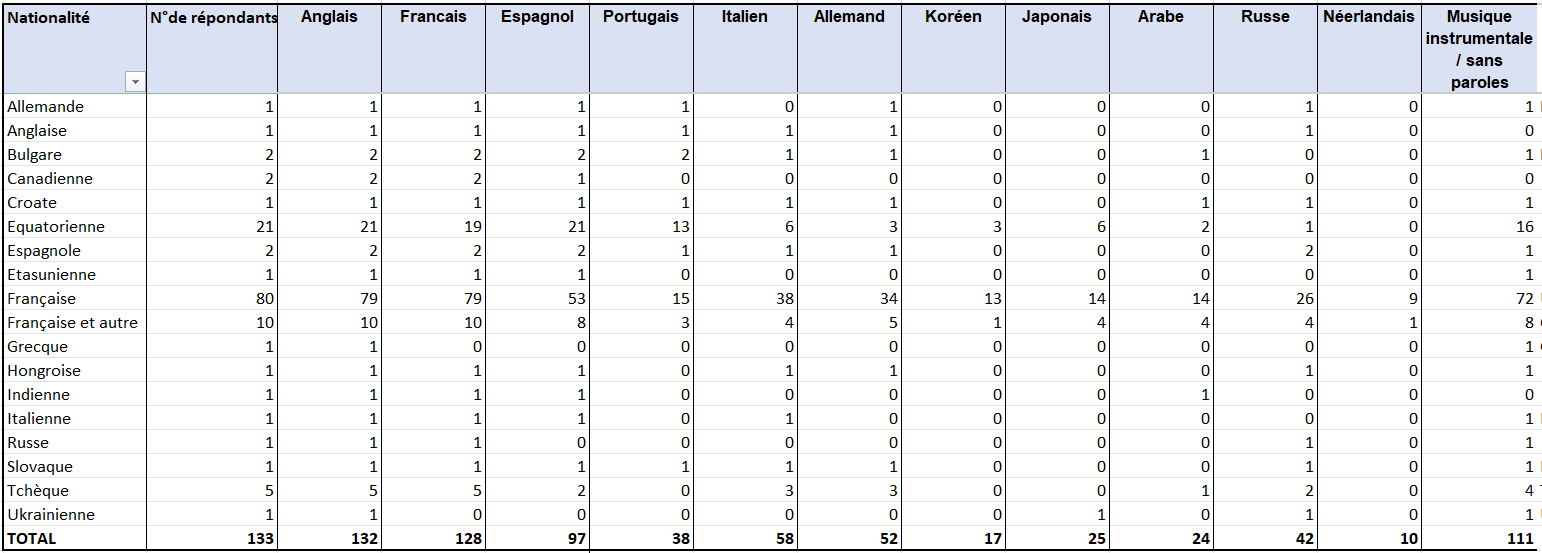 Nationalité N°de répondants Anglais Francais Espagnol Portugais Italien Allemand Koréen Japonais Arabe Russe Néerlandais Musique
instrumentale
/ sans
paroles
Allemande 1 1 1 1 1 0 1 0 0 0 1 0 1
Anglaise 1 1 1 1 1 1 1 0 0 0 1 0 0
Bulgare 2 2 2 2 2 1 1 0 0 1 0 0 1
Canadienne 2 2 2 1 0 0 0 0 0 0 0 0 0
Croate 1 1 1 1 1 1 1 0 0 1 1 0 1
Equatorienne 21 21 19 21 13 6 3 3 6 2 1 0 16
Espagnole 2 2 2 2 1 1 1 0 0 0 2 0 1
Etasunienne 1 1 1 1 0 0 0 0 0 0 0 0 1
Française 80 79 79 53 15 38 34 13 14 14 26 9 72
Française et autre 10 10 10 8 3 4 5 1 4 4 4 1 8
Grecque 1 1 0 0 0 0 0 0 0 0 0 0 1
Hongroise 1 1 1 1 0 1 1 0 0 0 1 0 1
Indienne 1 1 1 1 0 0 0 0 0 1 0 0 0
Italienne 1 1 1 1 0 1 0 0 0 0 0 0 1
Russe 1 1 1 0 0 0 0 0 0 0 1 0 1
Slovaque 1 1 1 1 1 1 1 0 0 0 1 0 1
Tchèque 5 5 5 2 0 3 3 0 0 1 2 0 4
Ukrainienne 1 1 0 0 0 0 0 0 1 0 1 0 1
TOTAL 133 132 128 97 38 58 52 17 25 24 42 10 111